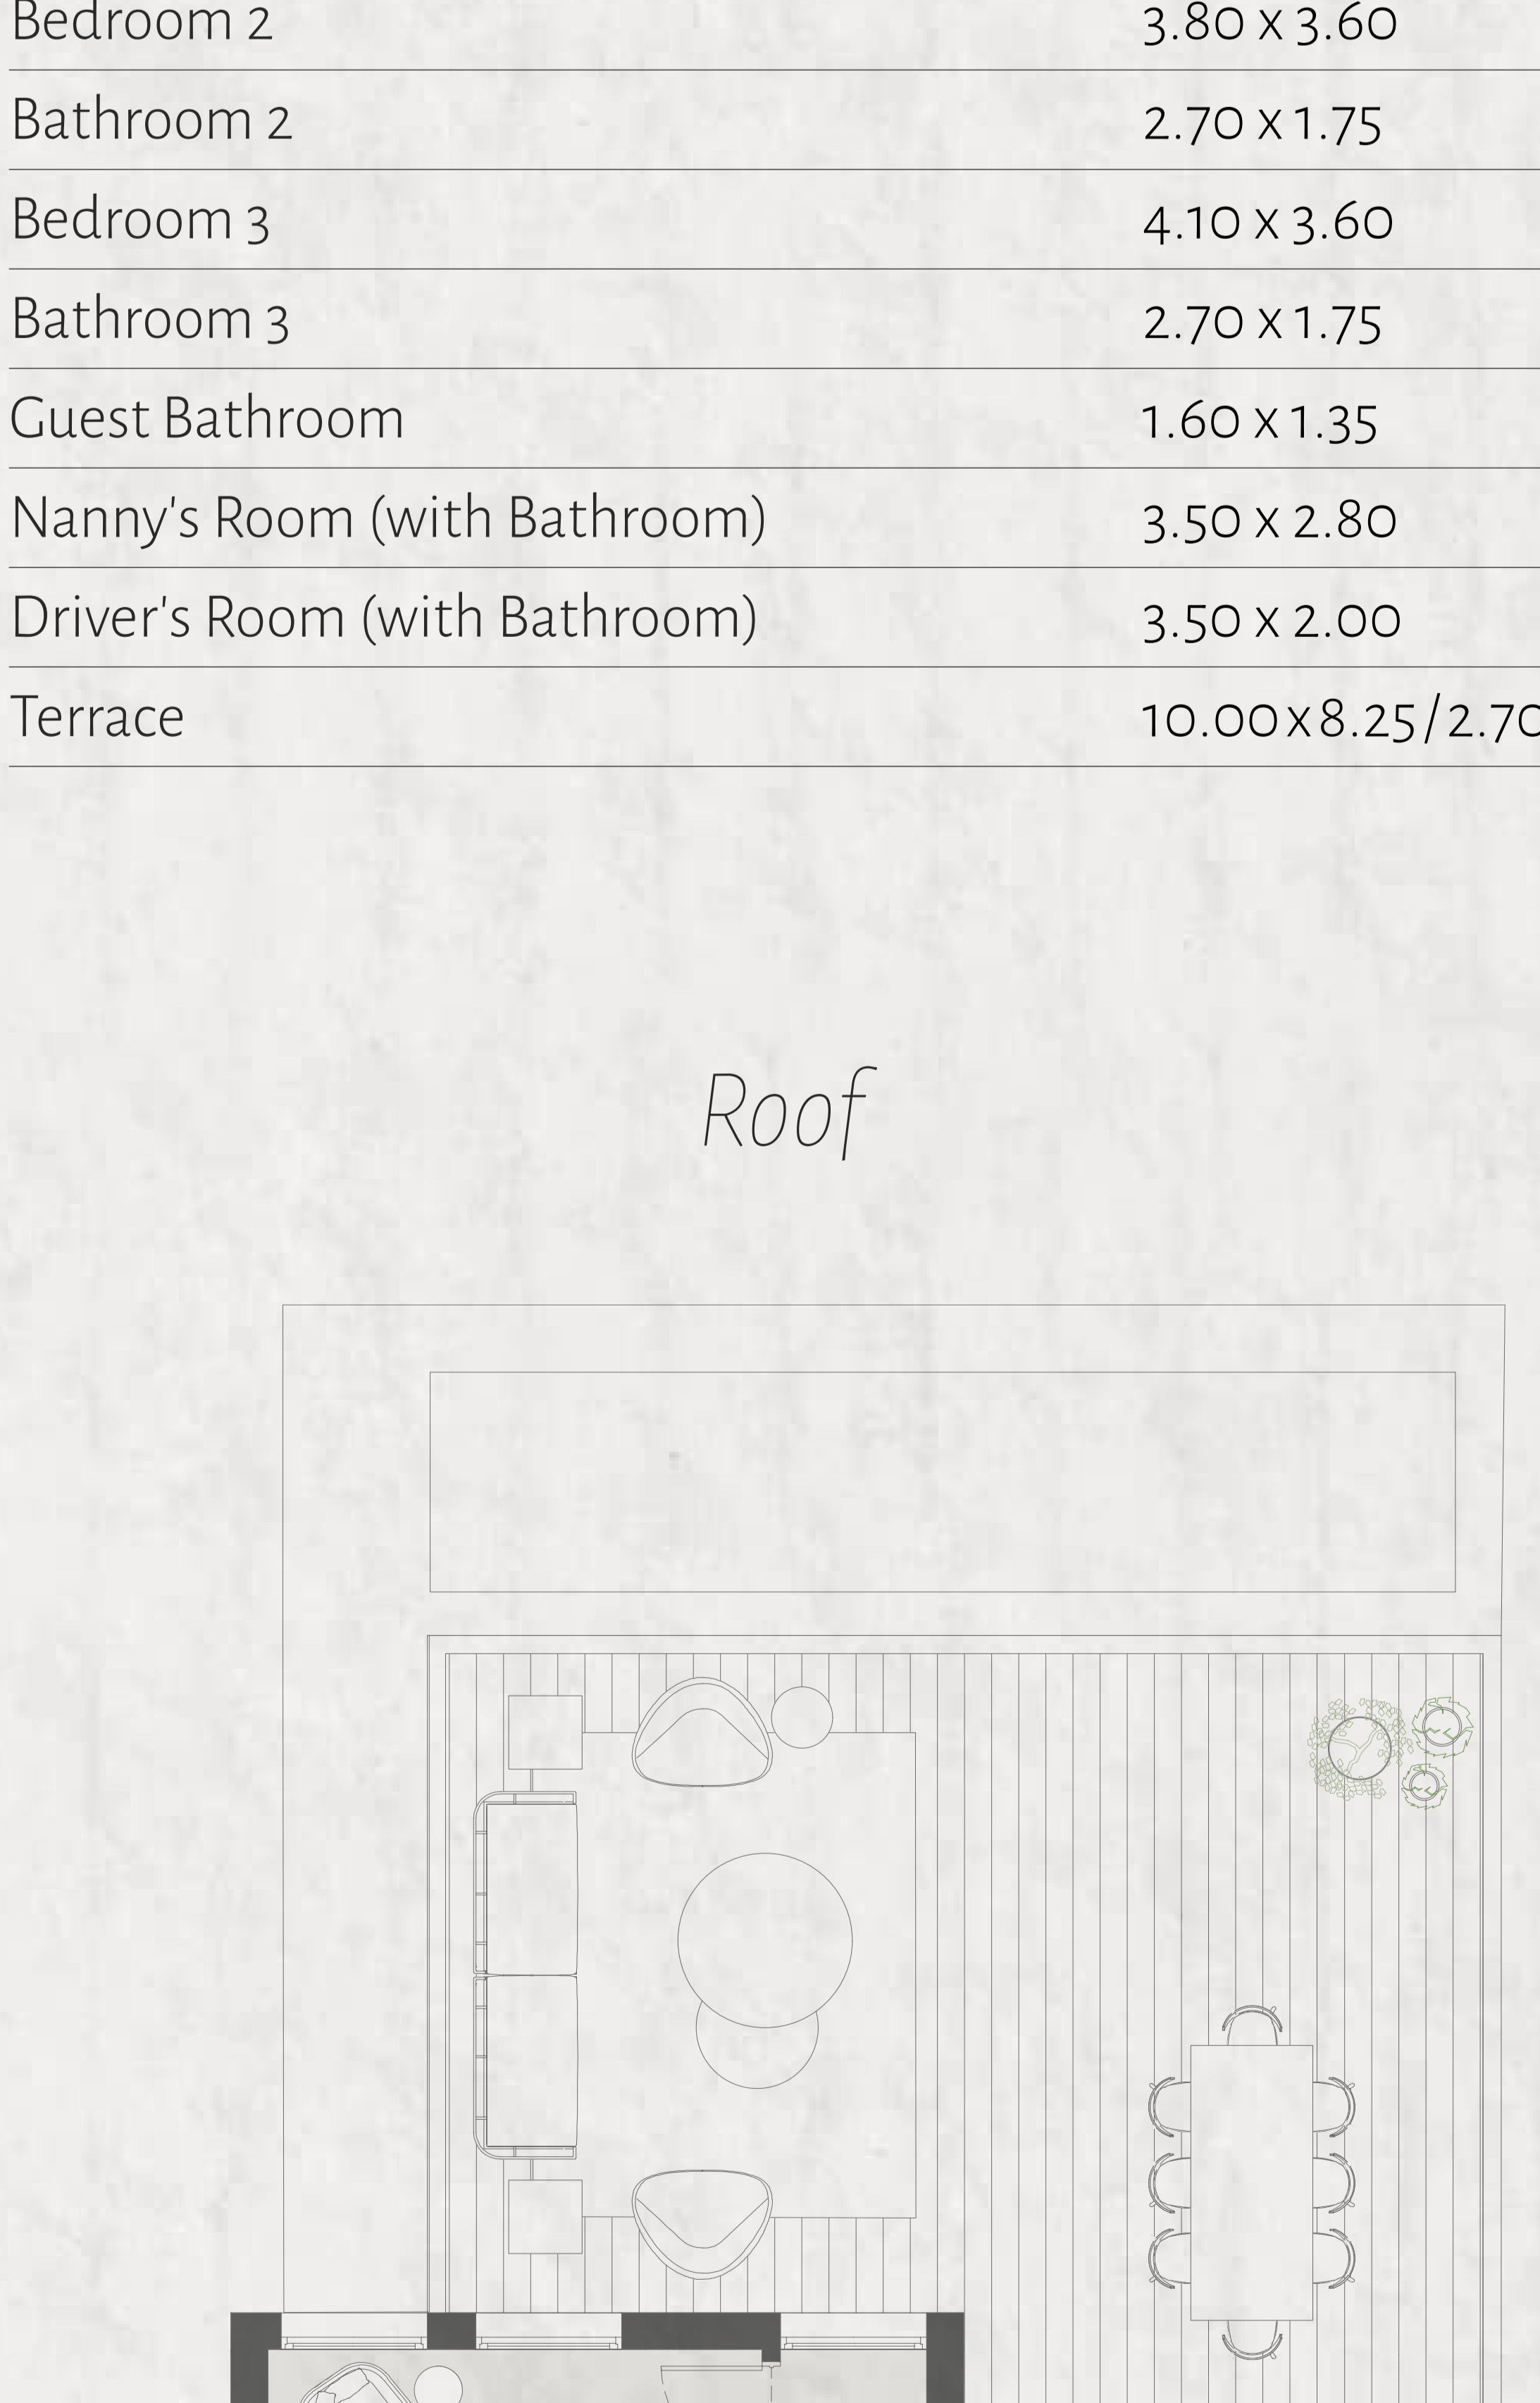 Bedroom 2 3.80 x 3.60
Bathroom 2 2.70 x 1.75
Bedroom 3 4.10 x 3.60
Bathroom 3 2.70 x 1.75
Guest Bathroom 1.60 x 1.35
Nanny's Room (with Bathroom) 3.50 x 2.80
Driver's Room (with Bathroom) 3.50 x 2.00
Terrace 10.00 x 8.25 / 2.70
Roof